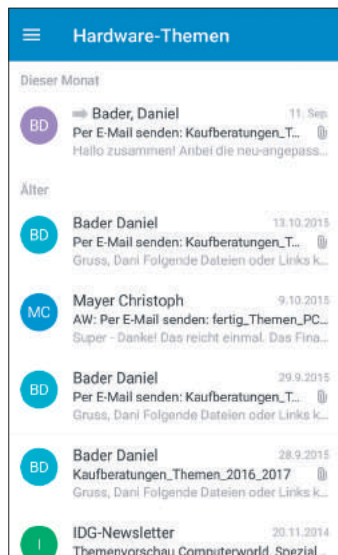 Hardware-Themen
Dieser Monat
BD
Bader, Daniel 11. Sep.
Per E-Mail senden: Kaufberatungen_T...
Hallo zusammen! Anbei die neu-angepass...
Älter
BD
Bader Daniel 13.10.2015
Per E-Mail senden: Kaufberatungen_T...
Gruss, Dani Folgende Dateien oder Links k...
MC
Mayer Christoph 9.10.2015
AW: Per E-Mail senden: fertig_Themen_PC...
Super - Danke! Das reicht einmal. Das Fina...
BD
Bader Daniel 29.9.2015
Per E-Mail senden: Kaufberatungen_T...
Gruss, Dani Folgende Dateien oder Links k...
BD
Bader Daniel 28.9.2015
Kaufberatungen_Themen_2016_2017
Gruss, Dani Folgende Dateien oder Links k...
I
IDG-Newsletter 20.11.2014
Themenvorschau Computerworld, Spezial...